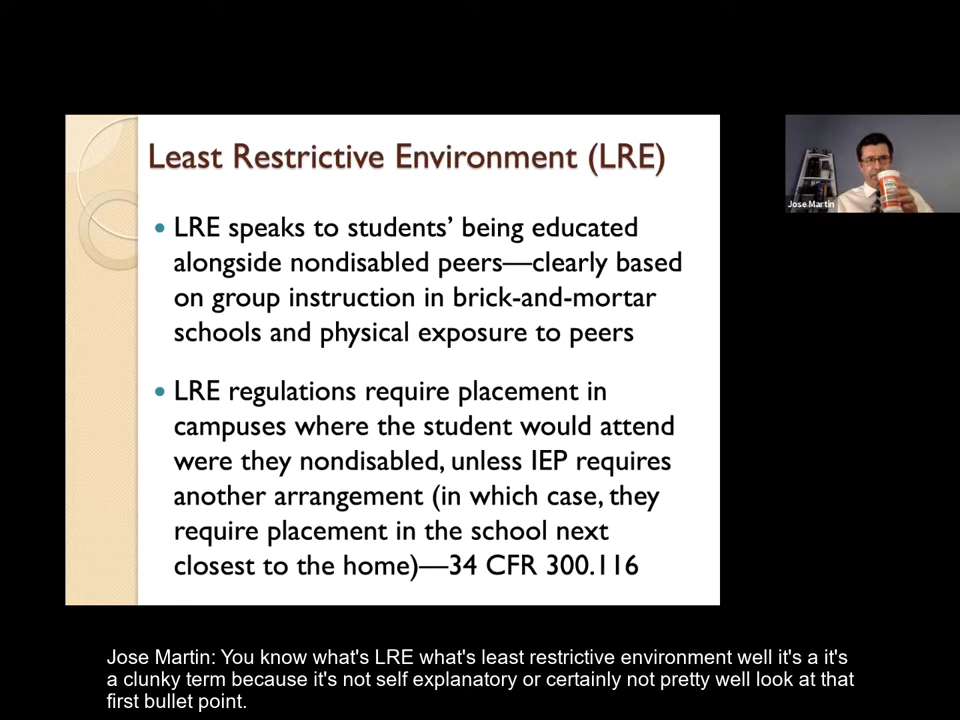 Least Restrictive Environment (LRE)
• LRE speaks to students’ being educated
alongside nondisabled peers—clearly based
on group instruction in brick-and-mortar
schools and physical exposure to peers
• LRE regulations require placement in
campuses where the student would attend
were they nondisabled, unless IEP requires
another arrangement (in which case, they
require placement in the school next
closest to the home)—34 CFR 300.116
Jose Martin
Jose Martin: You know what's LRE what's least restrictive environment well it's a it's
a clunky term because it's not self explanatory or certainly not pretty well look at that
first bullet point.